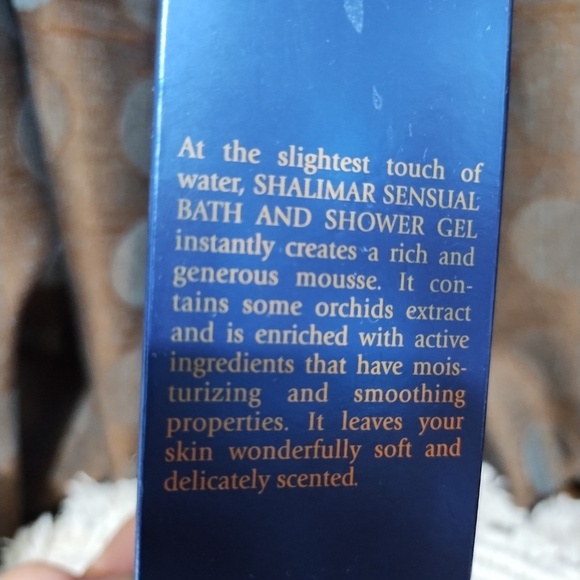 At the slightest touch of
water, SHALIMAR SENSUAL
BATH AND SHOWER GEL
instantly creates a rich and
generous mousse. It con-
tains some orchids extract
and is enriched with active
ingredients that have mois-
turizing and smoothing
properties. It leaves your
skin wonderfully soft and
delicately scented.